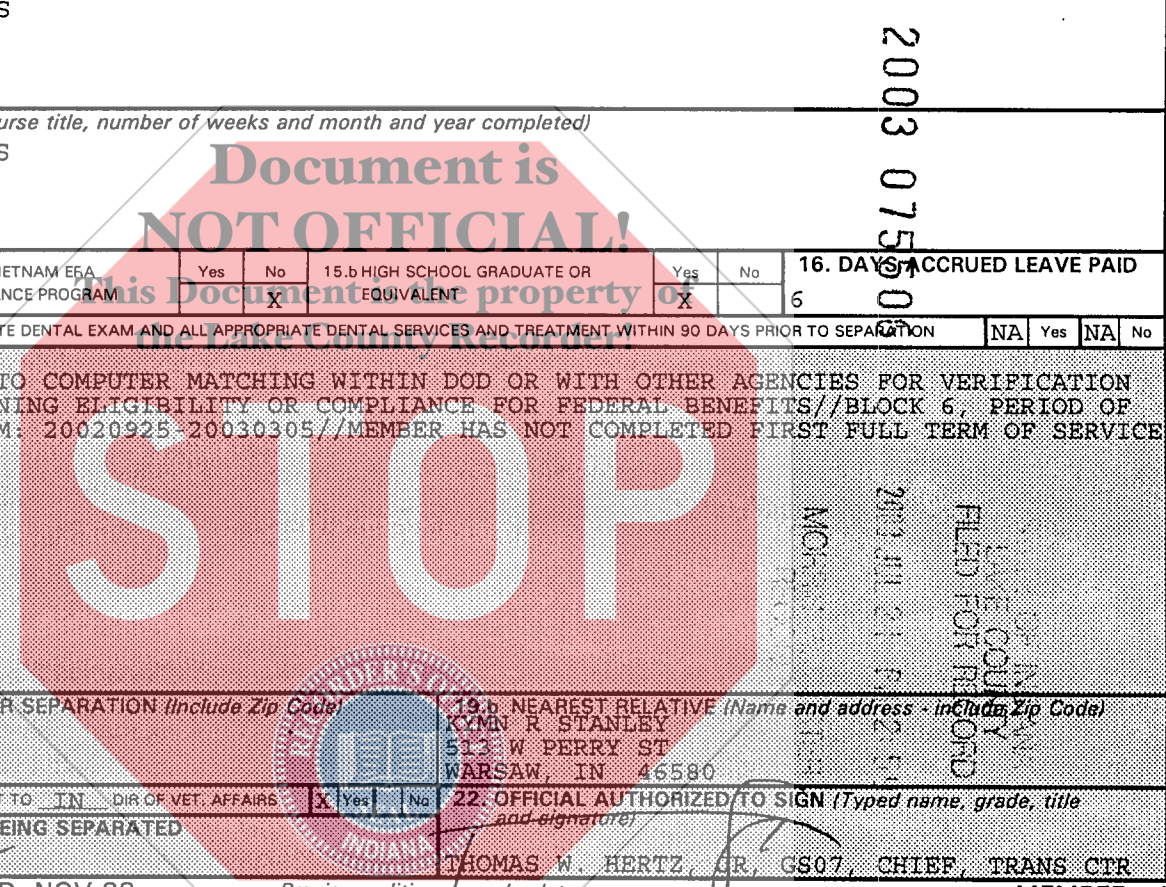 S
2003 075505
urse title, number of weeks and month and year completed)
S
Document is
NOT OFFICIAL!
This Document is the property of
the Lake County Recorder!
IETNAM ERA
NCE PROGRAM
Yes No
X
15.b HIGH SCHOOL GRADUATE OR
EQUIVALENT
Yes No
X
16. DAYS ACCRUED LEAVE PAID
6
TE DENTAL EXAM AND ALL APPROPRIATE DENTAL SERVICES AND TREATMENT WITHIN 90 DAYS PRIOR TO SEPARATION NA Yes NA No
TO COMPUTER MATCHING WITHIN DOD OR WITH OTHER AGENCIES FOR VERIFICATION
NING ELIGIBILITY OR COMPLIANCE FOR FEDERAL BENEFITS//BLOCK 6, PERIOD OF
M: 20020925-20030305//MEMBER HAS NOT COMPLETED FIRST FULL TERM OF SERVICE
STOP
COUNTY
FILED FOR RECORD
R SEPARATION (Include Zip Code)
19.b NEAREST RELATIVE (Name and address - include Zip Code)
R STANLEY
513 W PERRY ST
WARSAW, IN 46580
RECORDER'S OFFICE
INDIANA
T TO IN DIR OF VET. AFFAIRS X Yes No
22. OFFICIAL AUTHORIZED TO SIGN (Typed name, grade, title
and signature)
EING SEPARATED
THOMAS W. HERTZ, JR, GS07, CHIEF, TRANS CTR